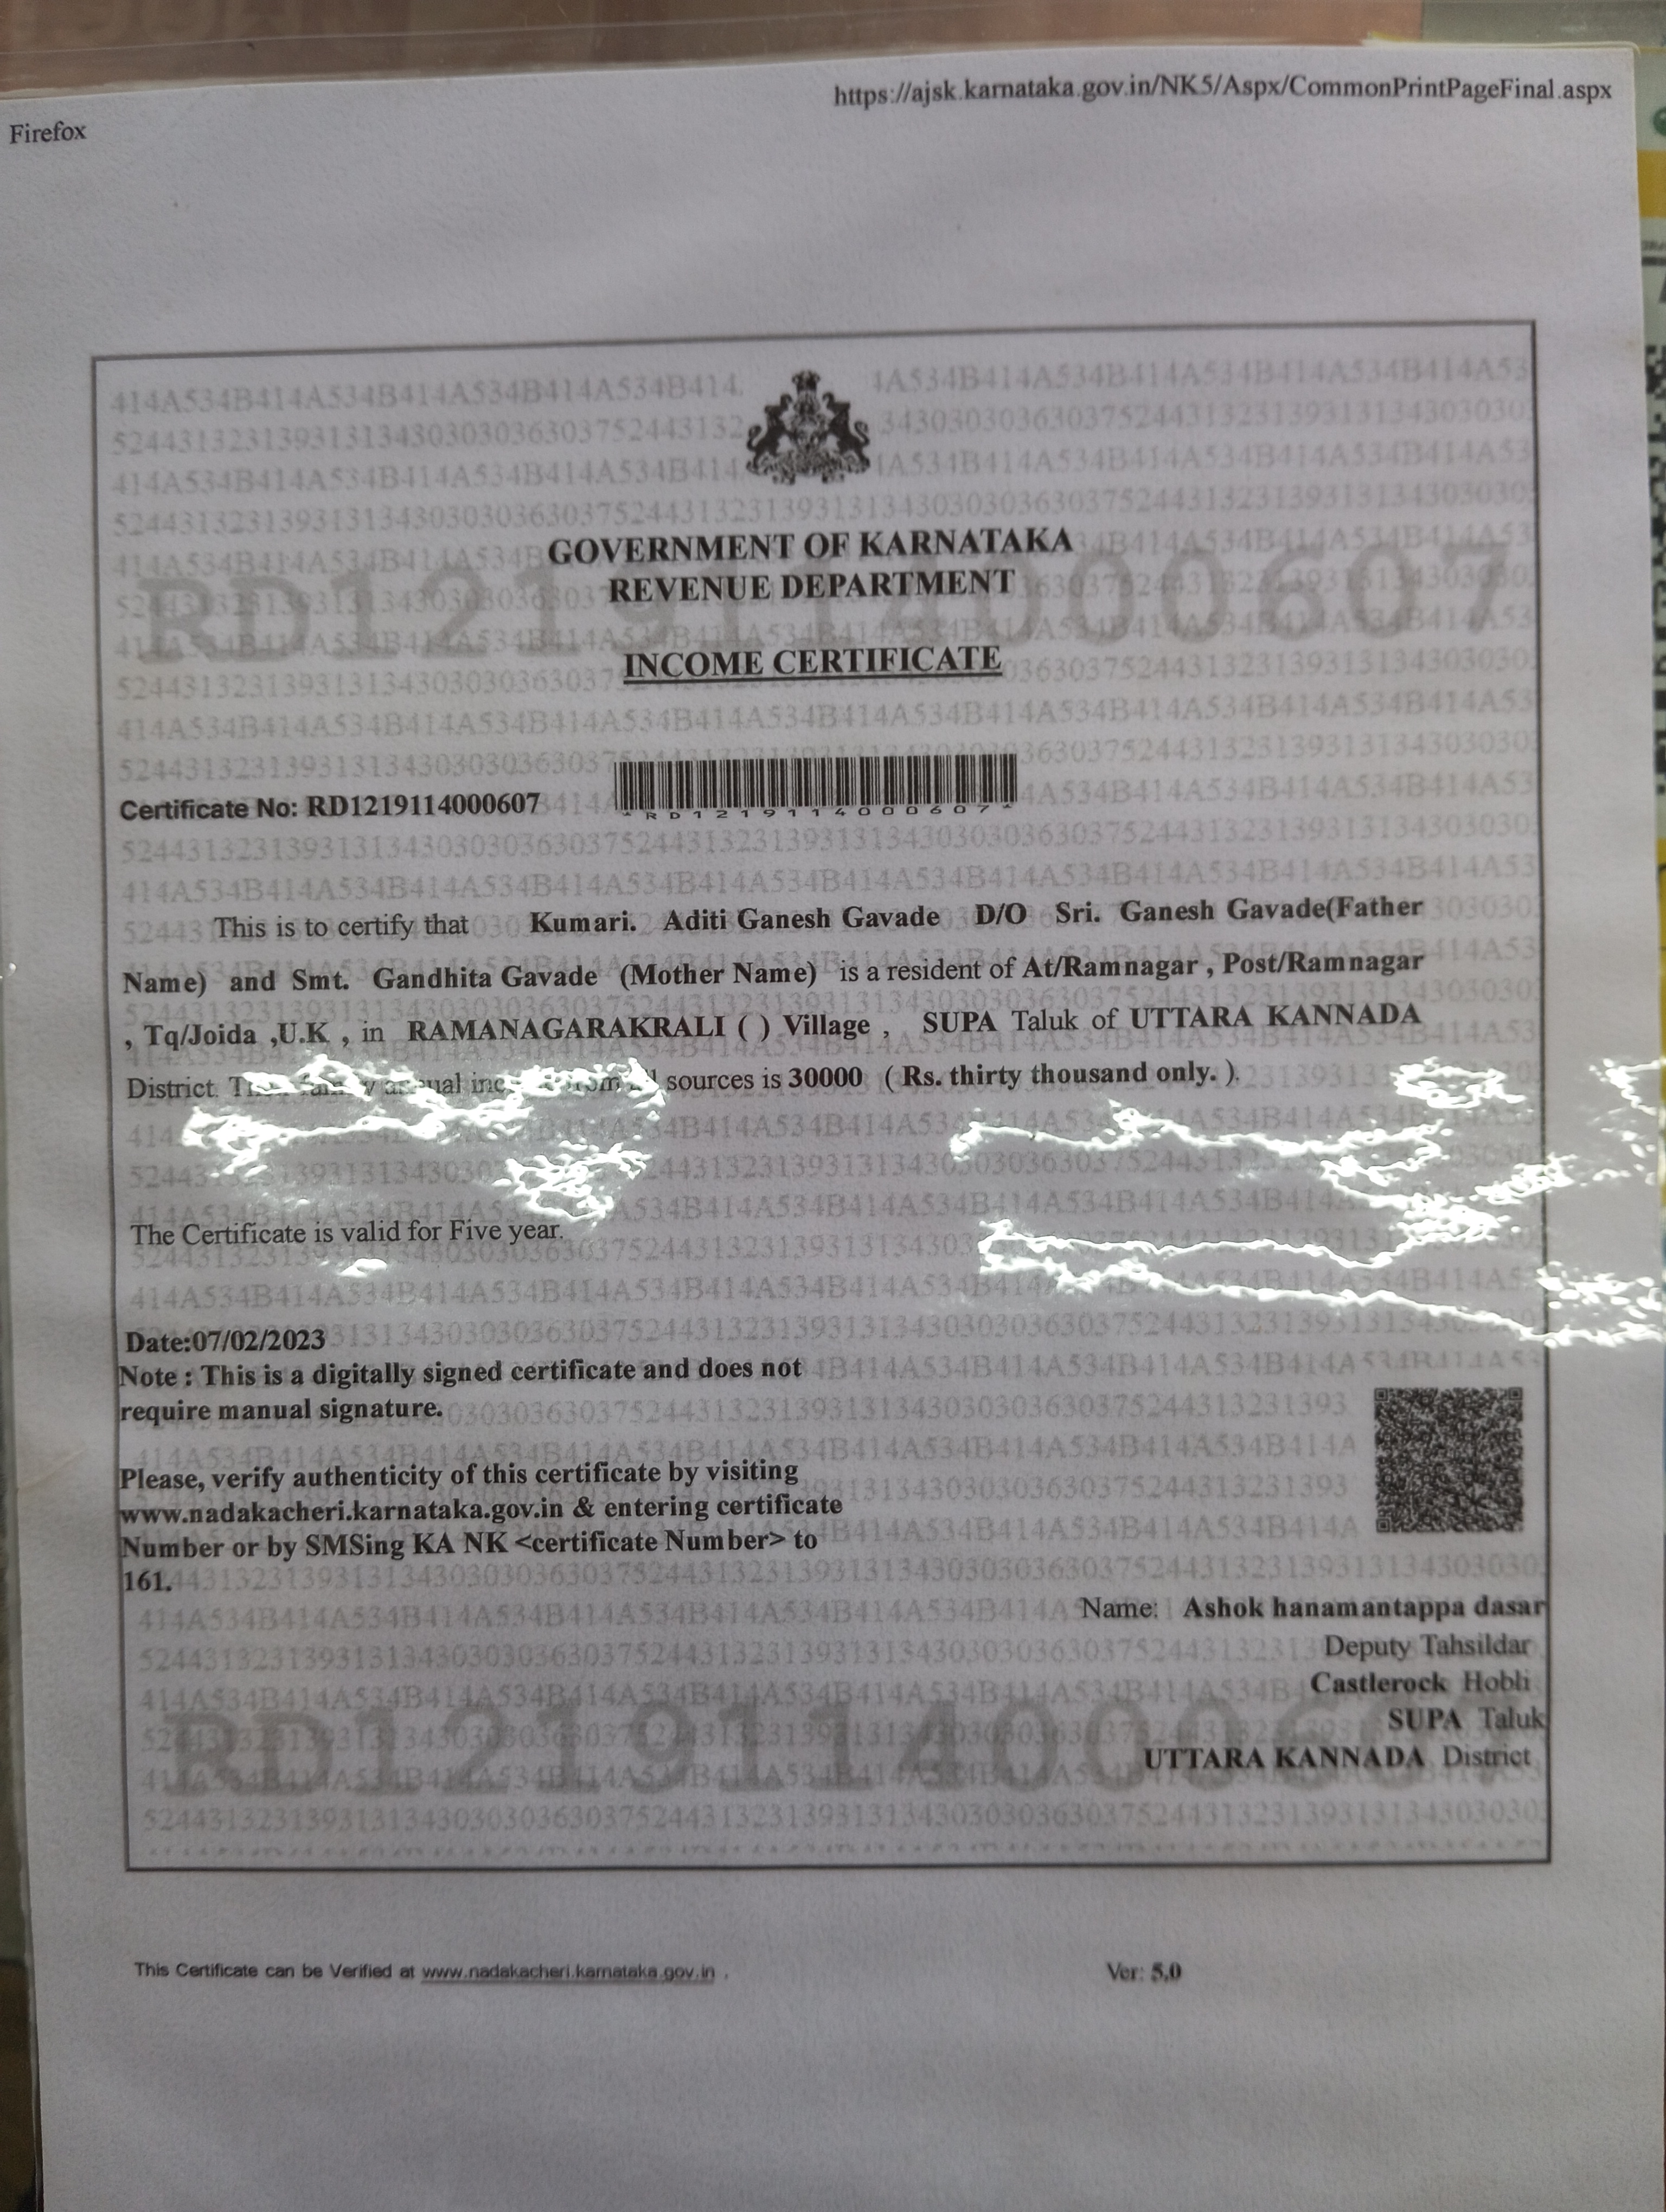 https://ajsk.karnataka.gov.in/NK5/Aspx/CommonPrintPageFinal.aspx
Firefox
GOVERNMENT OF KARNATAKA
REVENUE DEPARTMENT
INCOME CERTIFICATE
Certificate No: RD1219114000607
*RD1219114000607*
This is to certify that Kumari. Aditi Ganesh Gavade D/O Sri. Ganesh Gavade(Father
Name) and Smt. Gandhita Gavade (Mother Name) is a resident of At/Ramnagar , Post/Ramnagar
, Tq/Joida ,U.K , in RAMANAGARAKRALI ( ) Village , SUPA Taluk of UTTARA KANNADA
District. family annual from all sources is 30000 ( Rs. thirty thousand only. ).
The Certificate is valid for Five year.
Date:07/02/2023
Note : This is a digitally signed certificate and does not
require manual signature.
Please, verify authenticity of this certificate by visiting
www.nadakacheri.karnataka.gov.in & entering certificate
Number or by SMSing KA NK <certificate Number> to
161.
Name: Ashok hanamantappa dasar
Deputy Tahsildar
Castlerock Hobli
SUPA Taluk
UTTARA KANNADA District
This Certificate can be Verified at www.nadakacheri.karnataka.gov.in .
Ver: 5.0